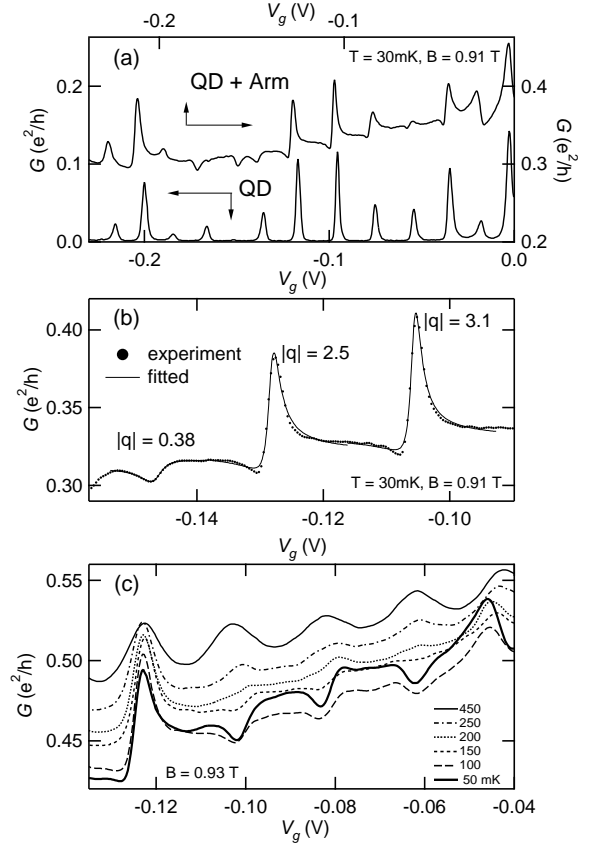 V_g (V)
-0.2 -0.1
(a)
T = 30mK, B = 0.91 T
QD + Arm
QD
G (e²/h)
0.2 0.1 0.0
G (e²/h)
0.4 0.3 0.2
-0.2 -0.1 0.0
V_g (V)
(b)
|q| = 3.1
experiment
|q| = 2.5
fitted
|q| = 0.38
T = 30mK, B = 0.91 T
G (e²/h)
0.40 0.35 0.30
-0.14 -0.12 -0.10
V_g (V)
(c)
G (e²/h)
0.55 0.50 0.45
450
250
200
150
100
50 mK
B = 0.93 T
-0.12 -0.10 -0.08 -0.06 -0.04
V_g (V)